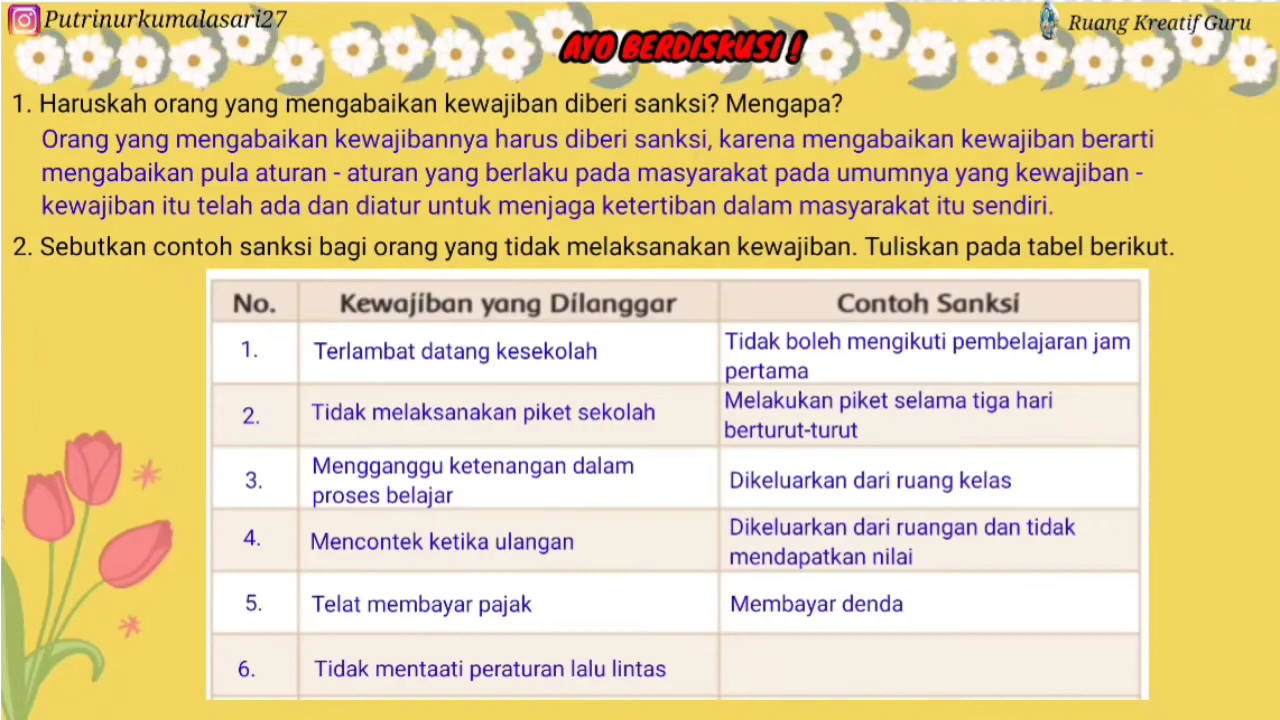 Putrinurkumalasari27
Ruang Kreatif Guru
AYO BERDISKUSI !
1. Haruskah orang yang mengabaikan kewajiban diberi sanksi? Mengapa?
Orang yang mengabaikan kewajibannya harus diberi sanksi, karena mengabaikan kewajiban berarti
mengabaikan pula aturan - aturan yang berlaku pada masyarakat pada umumnya yang kewajiban -
kewajiban itu telah ada dan diatur untuk menjaga ketertiban dalam masyarakat itu sendiri.
2. Sebutkan contoh sanksi bagi orang yang tidak melaksanakan kewajiban. Tuliskan pada tabel berikut.
No. Kewajiban yang Dilanggar Contoh Sanksi
1. Terlambat datang kesekolah
Tidak boleh mengikuti pembelajaran jam
pertama
2. Tidak melaksanakan piket sekolah
Melakukan piket selama tiga hari
berturut-turut
3. Mengganggu ketenangan dalam
proses belajar
Dikeluarkan dari ruang kelas
4. Mencontek ketika ulangan
Dikeluarkan dari ruangan dan tidak
mendapatkan nilai
5. Telat membayar pajak
Membayar denda
6. Tidak mentaati peraturan lalu lintas